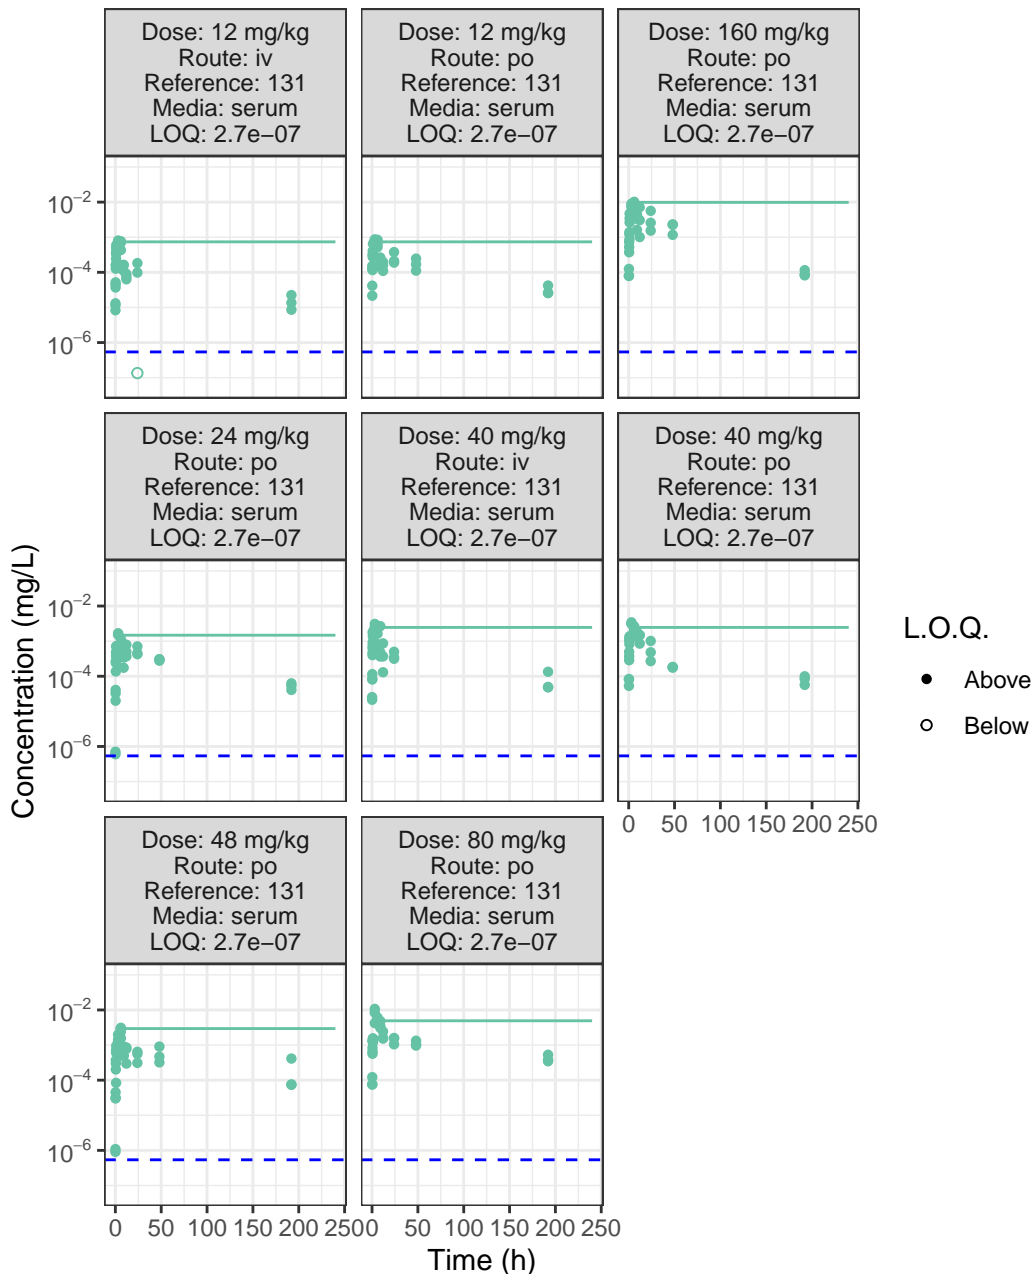 Dose: 12 mg/kg
Route: iv
Reference: 131
Media: serum
LOQ: 2.7e−07
Dose: 12 mg/kg
Route: po
Reference: 131
Media: serum
LOQ: 2.7e−07
Dose: 160 mg/kg
Route: po
Reference: 131
Media: serum
LOQ: 2.7e−07
10⁻²
10⁻⁴
10⁻⁶
Dose: 24 mg/kg
Route: po
Reference: 131
Media: serum
LOQ: 2.7e−07
Dose: 40 mg/kg
Route: iv
Reference: 131
Media: serum
LOQ: 2.7e−07
Dose: 40 mg/kg
Route: po
Reference: 131
Media: serum
LOQ: 2.7e−07
10⁻²
10⁻⁴
10⁻⁶
0 50 100 150 200 250
Concentration (mg/L)
L.O.Q.
Above
Below
Dose: 48 mg/kg
Route: po
Reference: 131
Media: serum
LOQ: 2.7e−07
Dose: 80 mg/kg
Route: po
Reference: 131
Media: serum
LOQ: 2.7e−07
10⁻²
10⁻⁴
10⁻�6
0 50 100 150 200 250
0 50 100 150 200 250
Time (h)